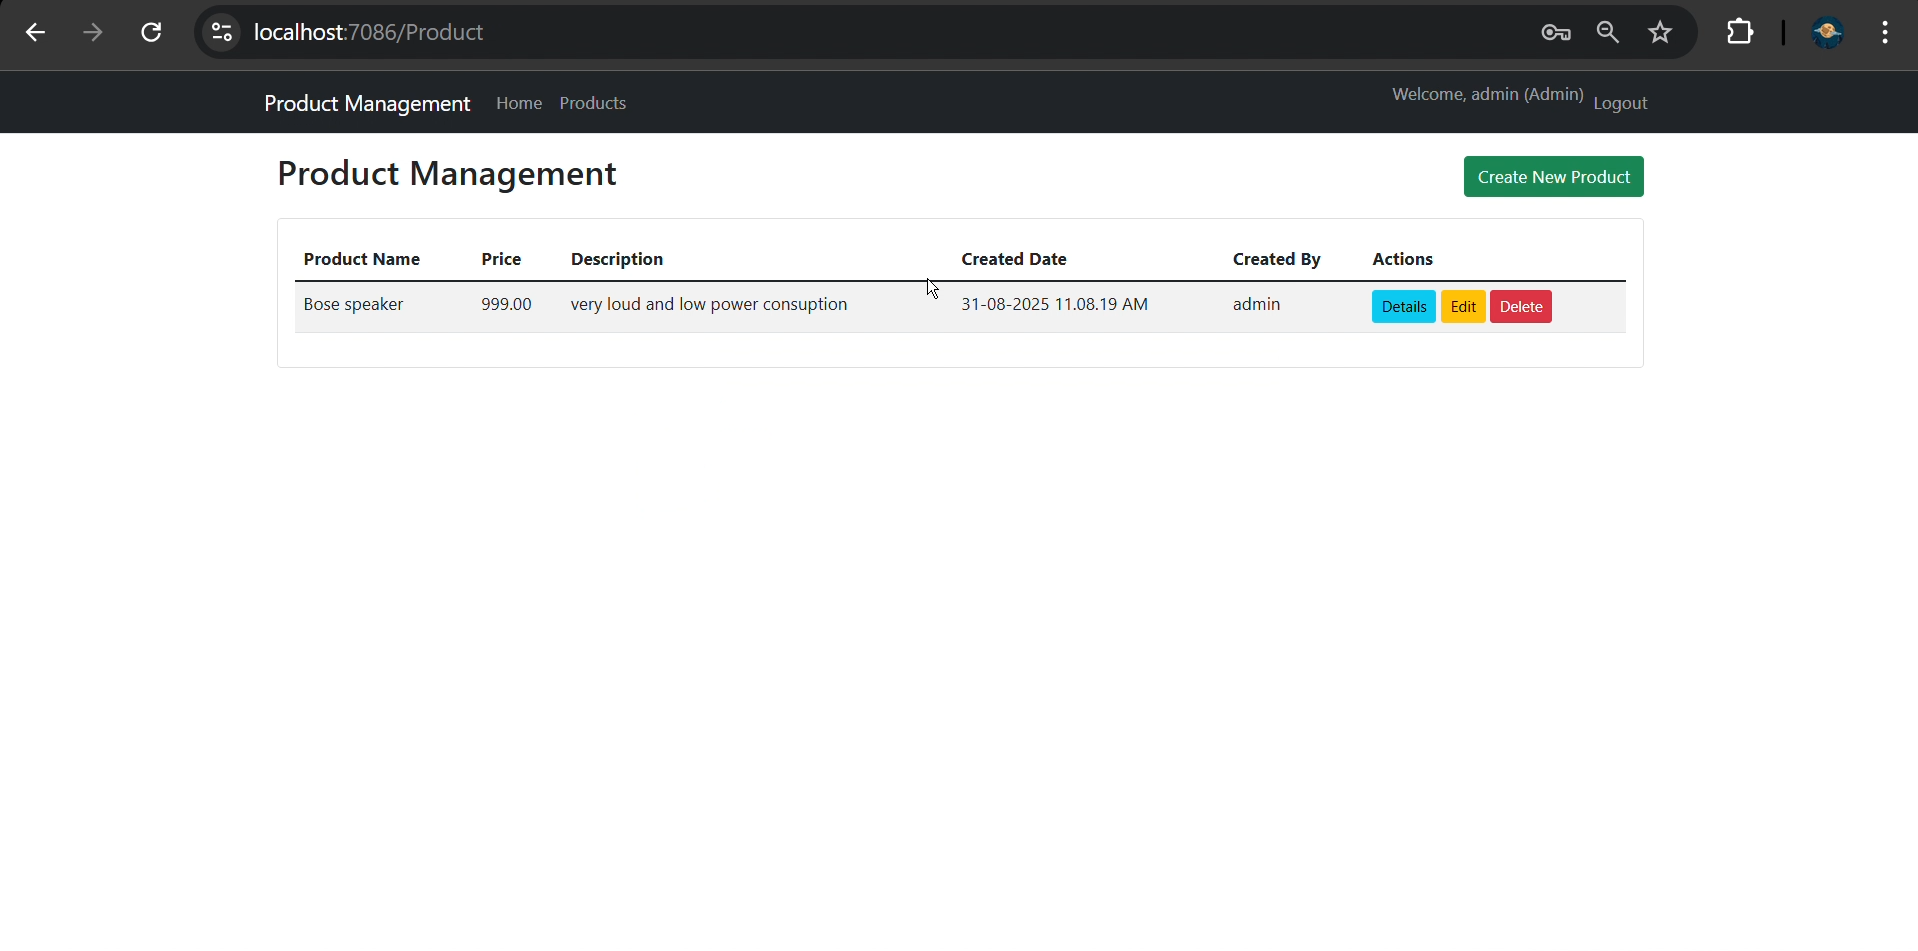 localhost:7086/Product
Product Management Home Products Welcome, admin (Admin) Logout
Product Management Create New Product
Product Name Price Description Created Date Created By Actions
Bose speaker 999.00 very loud and low power consuption 31-08-2025 11.08.19 AM admin Details Edit Delete